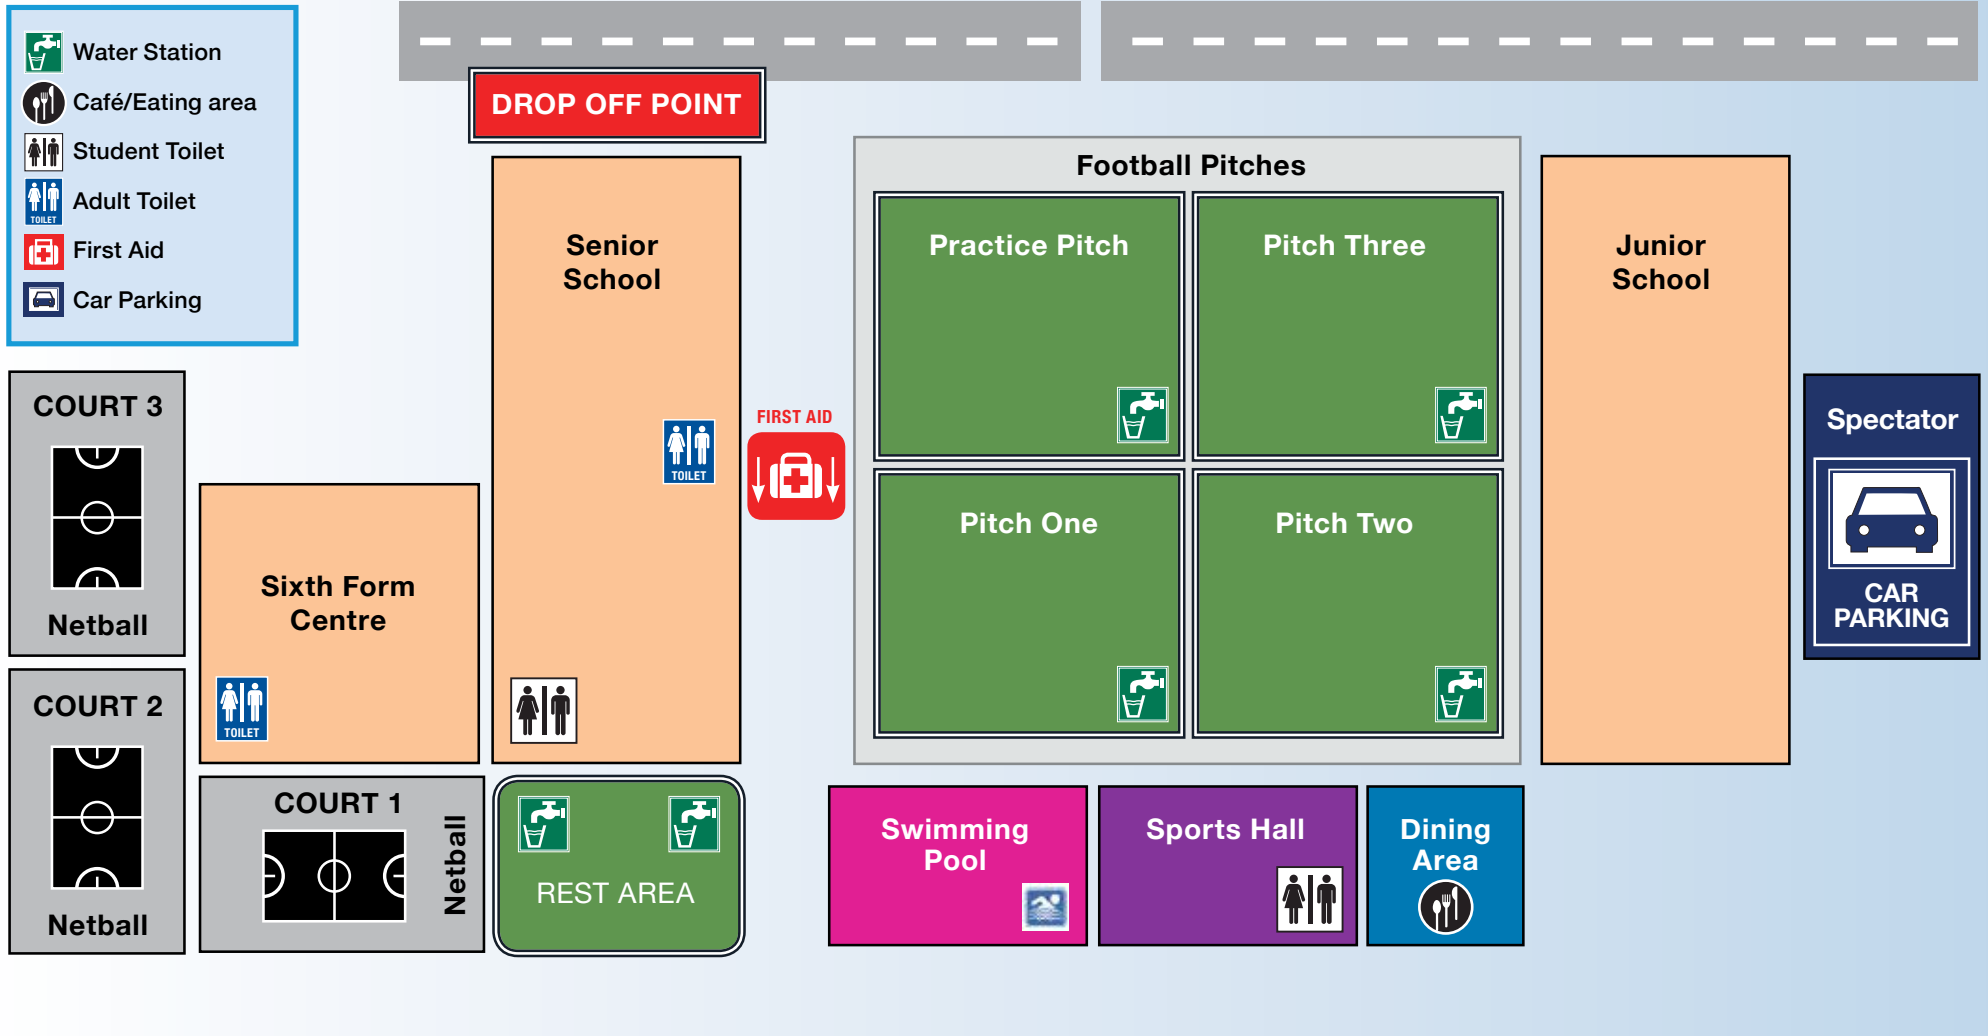 Water Station
Café/Eating area
Student Toilet
TOILET
Adult Toilet
First Aid
Car Parking
DROP OFF POINT
Football Pitches
Practice Pitch
Pitch Three
Pitch One
Pitch Two
Senior
School
TOILET
FIRST AID
Junior
School
Spectator
CAR
PARKING
COURT 3
Netball
COURT 2
Netball
Sixth Form
Centre
TOILET
COURT 1
Netball
REST AREA
Swimming
Pool
Sports Hall
Dining
Area